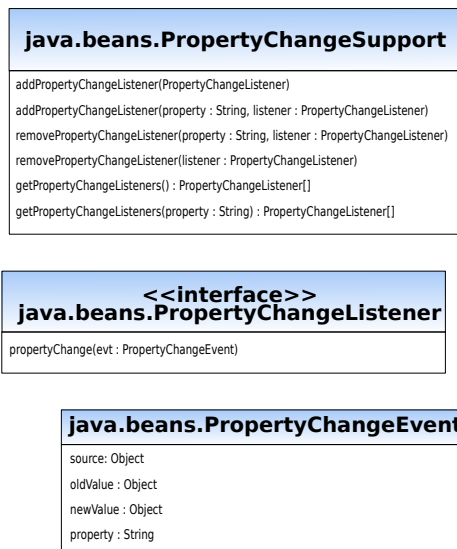 java.beans.PropertyChangeSupport
addPropertyChangeListener(PropertyChangeListener)
addPropertyChangeListener(property : String, listener : PropertyChangeListener)
removePropertyChangeListener(property : String, listener : PropertyChangeListener)
removePropertyChangeListener(listener : PropertyChangeListener)
getPropertyChangeListeners() : PropertyChangeListener[]
getPropertyChangeListeners(property : String) : PropertyChangeListener[]
<<interface>>
java.beans.PropertyChangeListener
propertyChange(evt : PropertyChangeEvent)
java.beans.PropertyChangeEvent
source: Object
oldValue : Object
newValue : Object
property : String